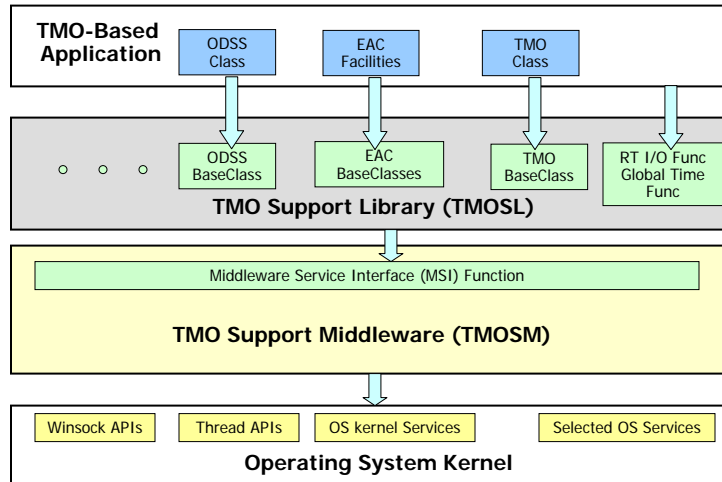 TMO-Based
Application
ODSS
Class
EAC
Facilities
TMO
Class
ODSS
BaseClass
EAC
BaseClasses
TMO
BaseClass
RT I/O Func
Global Time
Func
TMO Support Library (TMOSL)
Middleware Service Interface (MSI) Function
TMO Support Middleware (TMOSM)
Winsock APIs
Thread APIs
OS kernel Services
Selected OS Services
Operating System Kernel